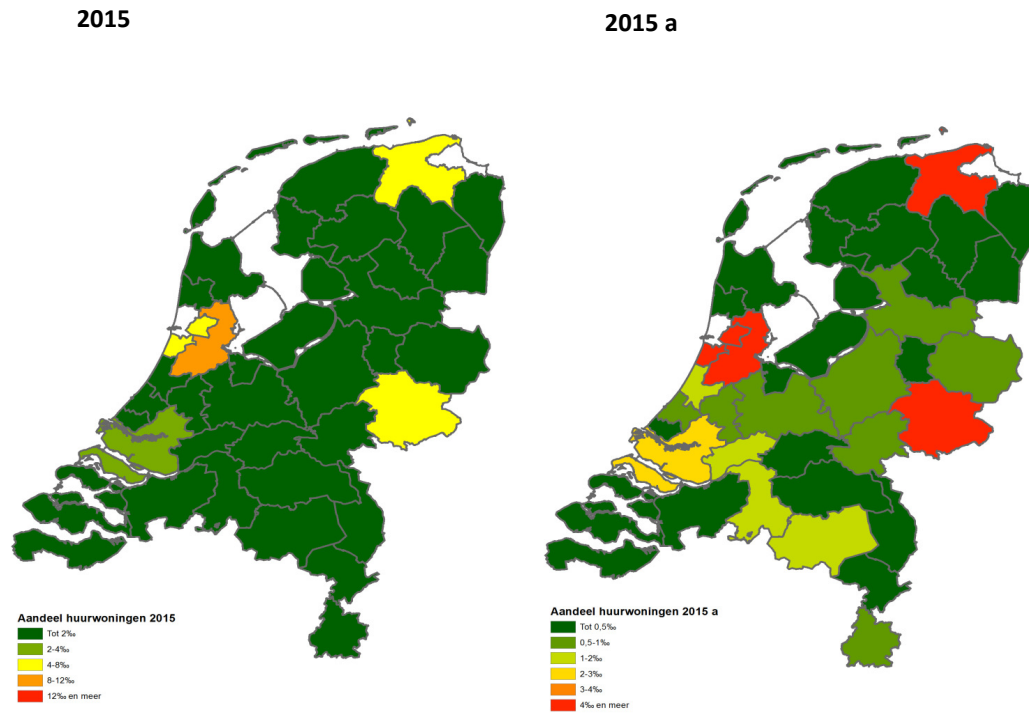 2015
2015 a
Aandeel huurwoningen 2015
Tot 2‰
2-4‰
4-8‰
8-12‰
12‰ en meer
Aandeel huurwoningen 2015 a
Tot 0,5‰
0,5-1‰
1-2‰
2-3‰
3-4‰
4‰ en meer